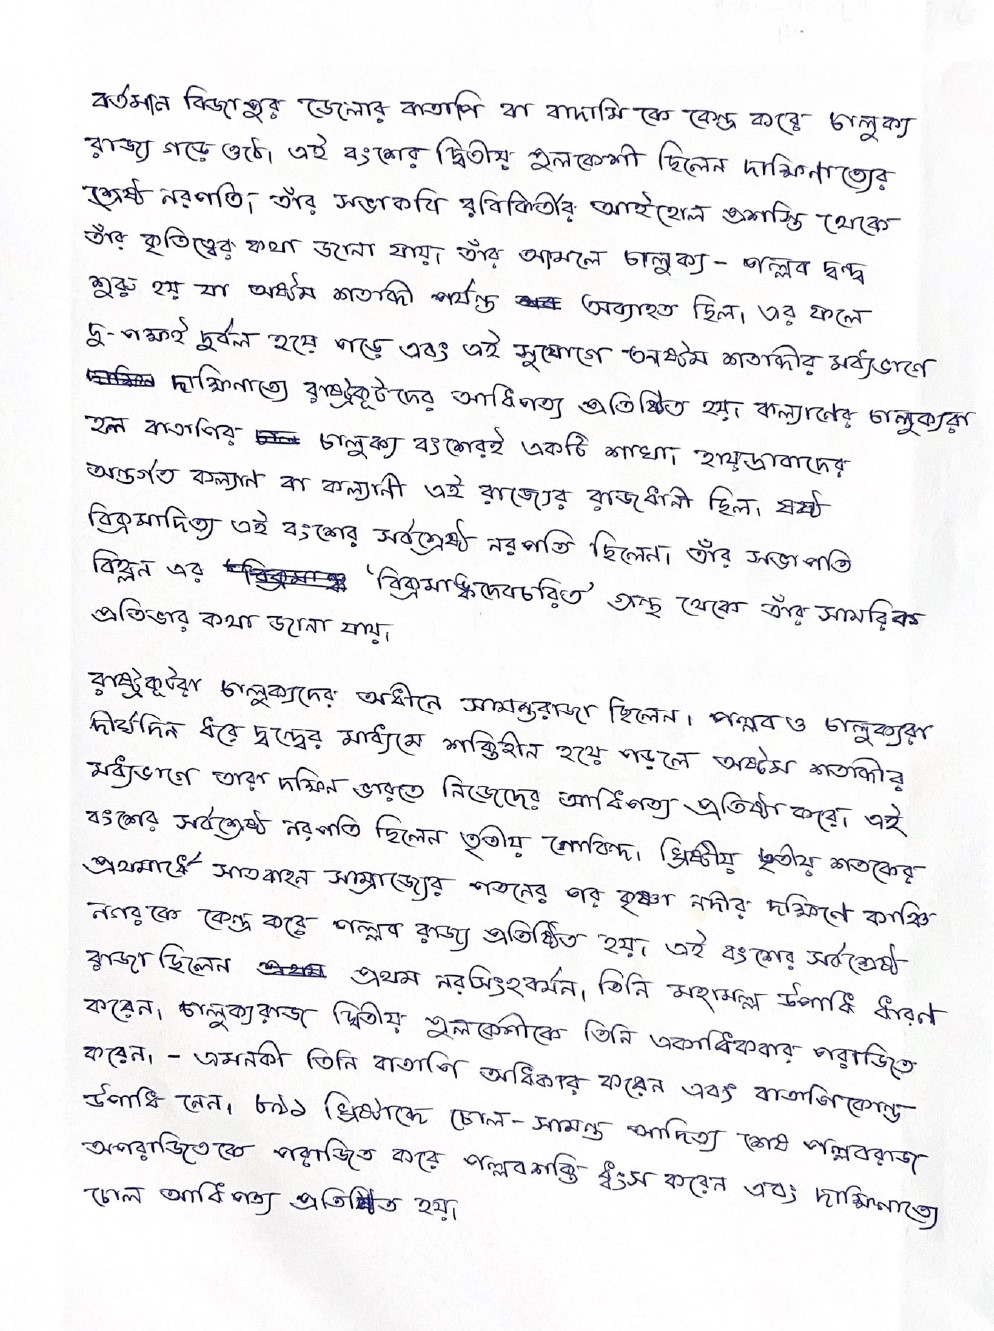 বর্তমান বিজাপুর জেলার বাতাপি বা বাদামি কে কেন্দ্র করে চালুক্য
রাজ্য গড়ে ওঠে। এই বংশের দ্বিতীয় পুলকেশী ছিলেন দাক্ষিণাত্যের
শ্রেষ্ঠ নরপতি, তাঁর সভাকবি রবিকির্তীর আইহোল প্রশস্তি থেকে
তাঁর কৃতিত্বের কথা জানা যায়। তাঁর আমলে চালুক্য - পল্লব দ্বন্দ্ব
শুরু হয় যা অষ্টম শতাব্দী পর্যন্ত অব্যাহত ছিল। এর ফলে
দু-পক্ষই দুর্বল হয়ে পড়ে এবং এই সুযোগে অষ্টম শতাব্দীর মধ্যভাগে
দাক্ষিনাত্যে রাষ্ট্রকূটদের আধিপত্য প্রতিষ্ঠিত হয়। কল্যাণের চালুক্যরা
হল বাতাপির চালুক্য বংশেরই একটি শাখা। হায়দ্রাবাদের
অন্তর্গত কল্যান বা কল্যানী এই রাজ্যের রাজধানী ছিল। ষষ্ঠ
বিক্রমাদিত্য এই বংশের সর্বশ্রেষ্ঠ নরপতি ছিলেন। তাঁর সভাপতি
বিহ্লন এর 'বিক্রমাঙ্কদেবচরিত' গ্রন্থ থেকে তাঁর সামরিক
প্রতিভার কথা জানা যায়।
রাষ্ট্রকূটরা চালুক্যদের অধীনে সামন্তরাজা ছিলেন। পল্লব ও চালুক্যরা
দীর্ঘদিন ধরে দ্বন্দ্বের মাধ্যমে শক্তিহীন হয়ে পড়লে অষ্টম শতাব্দীর
মধ্যভাগে তারা দক্ষিন ভারতে নিজেদের আধিপত্য প্রতিষ্ঠা করে। এই
বংশের সর্বশ্রেষ্ঠ নরপতি ছিলেন তৃতীয় গোবিন্দ। খ্রিষ্টীয় তৃতীয় শতকের
প্রথমার্ধে সাতবাহন সাম্রাজ্যের পতনের পর কৃষ্ণা নদীর দক্ষিণে কাঞ্চি
নগরকে কেন্দ্র করে পল্লব রাজ্য প্রতিষ্ঠিত হয়। এই বংশের সর্বশ্রেষ্ঠ
রাজা ছিলেন প্রথম নরসিংহবর্মন। তিনি মহামল্ল উপাধি ধারণ
করেন। চালুক্যরাজ দ্বিতীয় পুলকেশীকে তিনি একাধিকবার পরাজিত
করেন। - এমনকী তিনি বাতাপি অধিকার করেন এবং বাতাপিকোন্ড
উপাধি নেন। ৮৯১ খ্রিষ্টাব্দে চোল - সামন্ত আদিত্য শেষ পল্লবরাজ
অপরাজিতকে পরাজিত করে পল্লবশক্তি ধ্বংস করেন এবং দাক্ষিণাত্যে
চোল আধিপত্য প্রতিষ্ঠিত হয়।